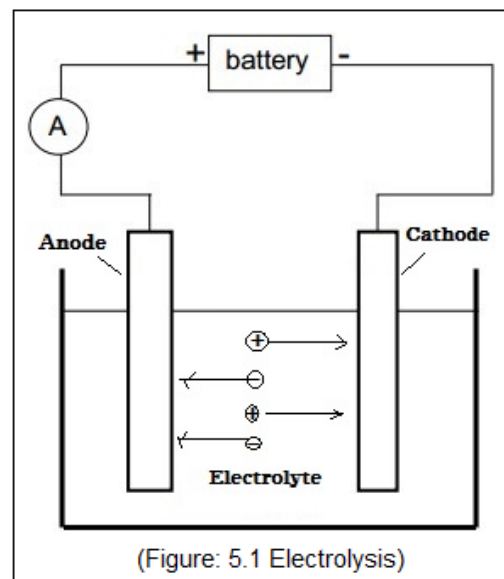 + battery -
A
Anode
Cathode
+
-
+
-
Electrolyte
(Figure: 5.1 Electrolysis)